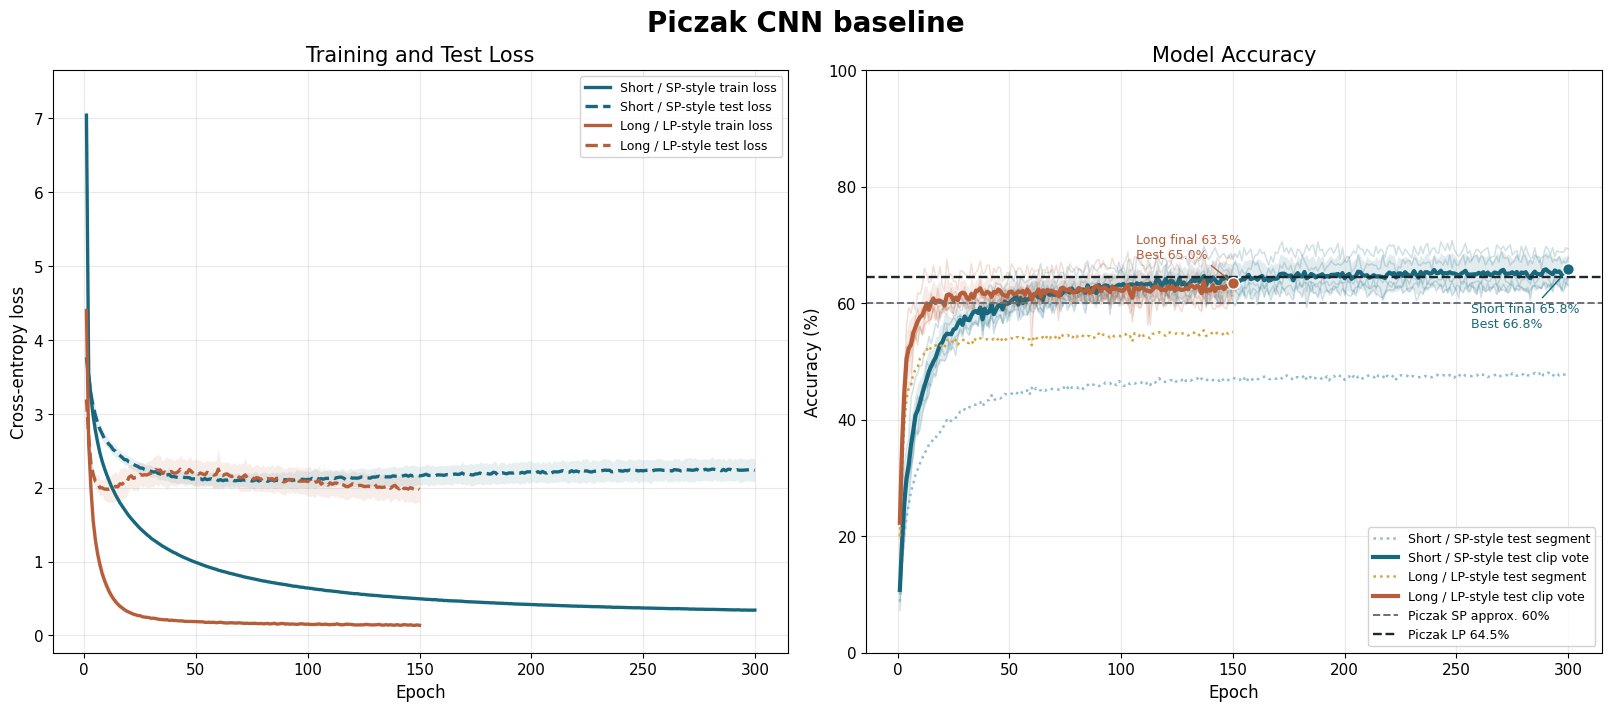 Piczak CNN baseline
Training and Test Loss
Cross-entropy loss
7
6
5
4
3
2
1
0
0 50 100 150 200 250 300
Epoch
Short / SP-style train loss
Short / SP-style test loss
Long / LP-style train loss
Long / LP-style test loss
Model Accuracy
Accuracy (%)
100
80
60
40
20
0
0 50 100 150 200 250 300
Epoch
Long final 63.5%
Best 65.0%
Short final 65.8%
Best 66.8%
Short / SP-style test segment
Short / SP-style test clip vote
Long / LP-style test segment
Long / LP-style test clip vote
Piczak SP approx. 60%
Piczak LP 64.5%